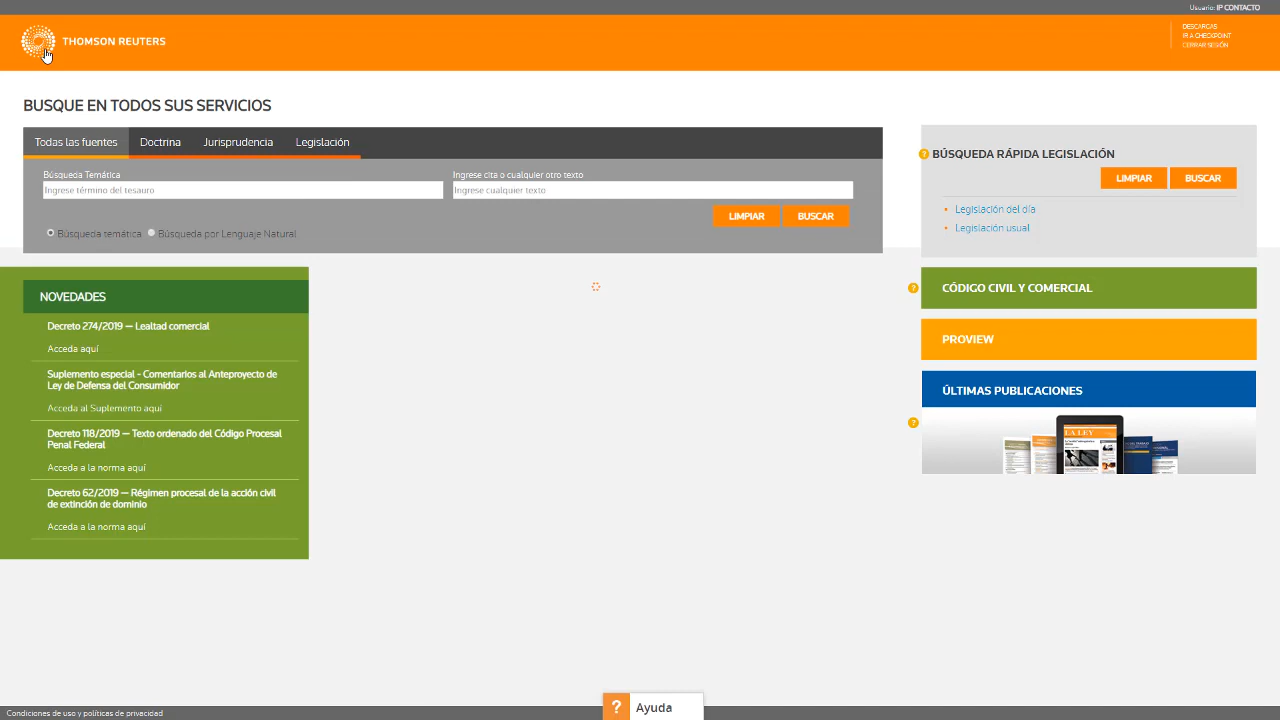 Usuario: IP CONTACTO
THOMSON REUTERS
DESCARGAS
IR A CHECKPOINT
CERRAR SESIÓN
BUSQUE EN TODOS SUS SERVICIOS
Todas las fuentes Doctrina Jurisprudencia Legislación
Búsqueda Temática Ingrese cita o cualquier otro texto
Ingrese término del tesauro Ingrese cualquier texto
LIMPIAR BUSCAR
Búsqueda temática Búsqueda por Lenguaje Natural
? BÚSQUEDA RÁPIDA LEGISLACIÓN
LIMPIAR BUSCAR
• Legislación del día
• Legislación usual
NOVEDADES
Decreto 274/2019 — Lealtad comercial
Acceda aquí
Suplemento especial - Comentarios al Anteproyecto de
Ley de Defensa del Consumidor
Acceda al Suplemento aquí
Decreto 118/2019 — Texto ordenado del Código Procesal
Penal Federal
Acceda a la norma aquí
Decreto 62/2019 — Régimen procesal de la acción civil
de extinción de dominio
Acceda a la norma aquí
? CÓDIGO CIVIL Y COMERCIAL
PROVIEW
ÚLTIMAS PUBLICACIONES
?
LA LEY
? Ayuda
Condiciones de uso y políticas de privacidad